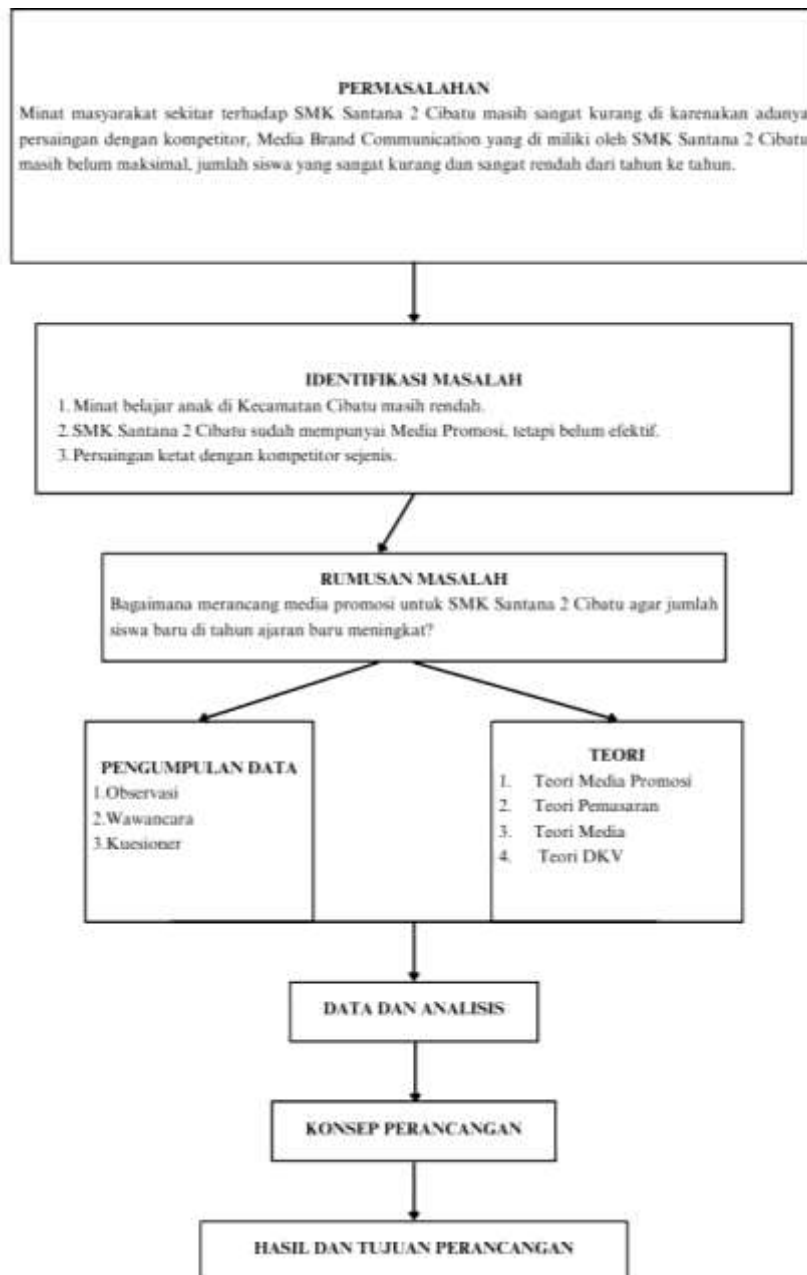 PERMASALAHAN
Minat masyarakat sekitar terhadap SMK Santana 2 Cibatu masih sangat kurang di karenakan adanya
persaingan dengan kompetitor, Media Brand Communication yang di miliki oleh SMK Santana 2 Cibatu
masih belum maksimal, jumlah siswa yang sangat kurang dan sangat rendah dari tahun ke tahun.
IDENTIFIKASI MASALAH
1. Minat belajar anak di Kecamatan Cibatu masih rendah.
2. SMK Santana 2 Cibatu sudah mempunyai Media Promosi, tetapi belum efektif.
3. Persaingan ketat dengan kompetitor sejenis.
RUMUSAN MASALAH
Bagaimana merancang media promosi untuk SMK Santana 2 Cibatu agar jumlah
siswa baru di tahun ajaran baru meningkat?
PENGUMPULAN DATA
1.Observasi
2.Wawancara
3.Kuesioner
TEORI
1. Teori Media Promosi
2. Teori Pemasaran
3. Teori Media
4. Teori DKV
DATA DAN ANALISIS
KONSEP PERANCANGAN
HASIL DAN TUJUAN PERANCANGAN